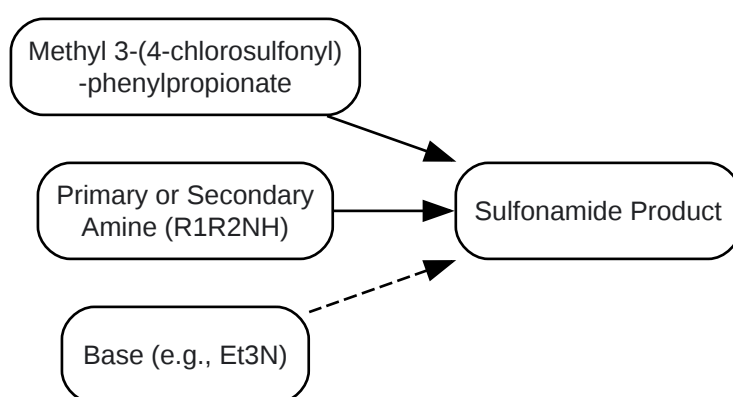 Methyl 3-(4-chlorosulfonyl)
-phenylpropionate
Primary or Secondary
Amine (R1R2NH)
Sulfonamide Product
Base (e.g., Et3N)